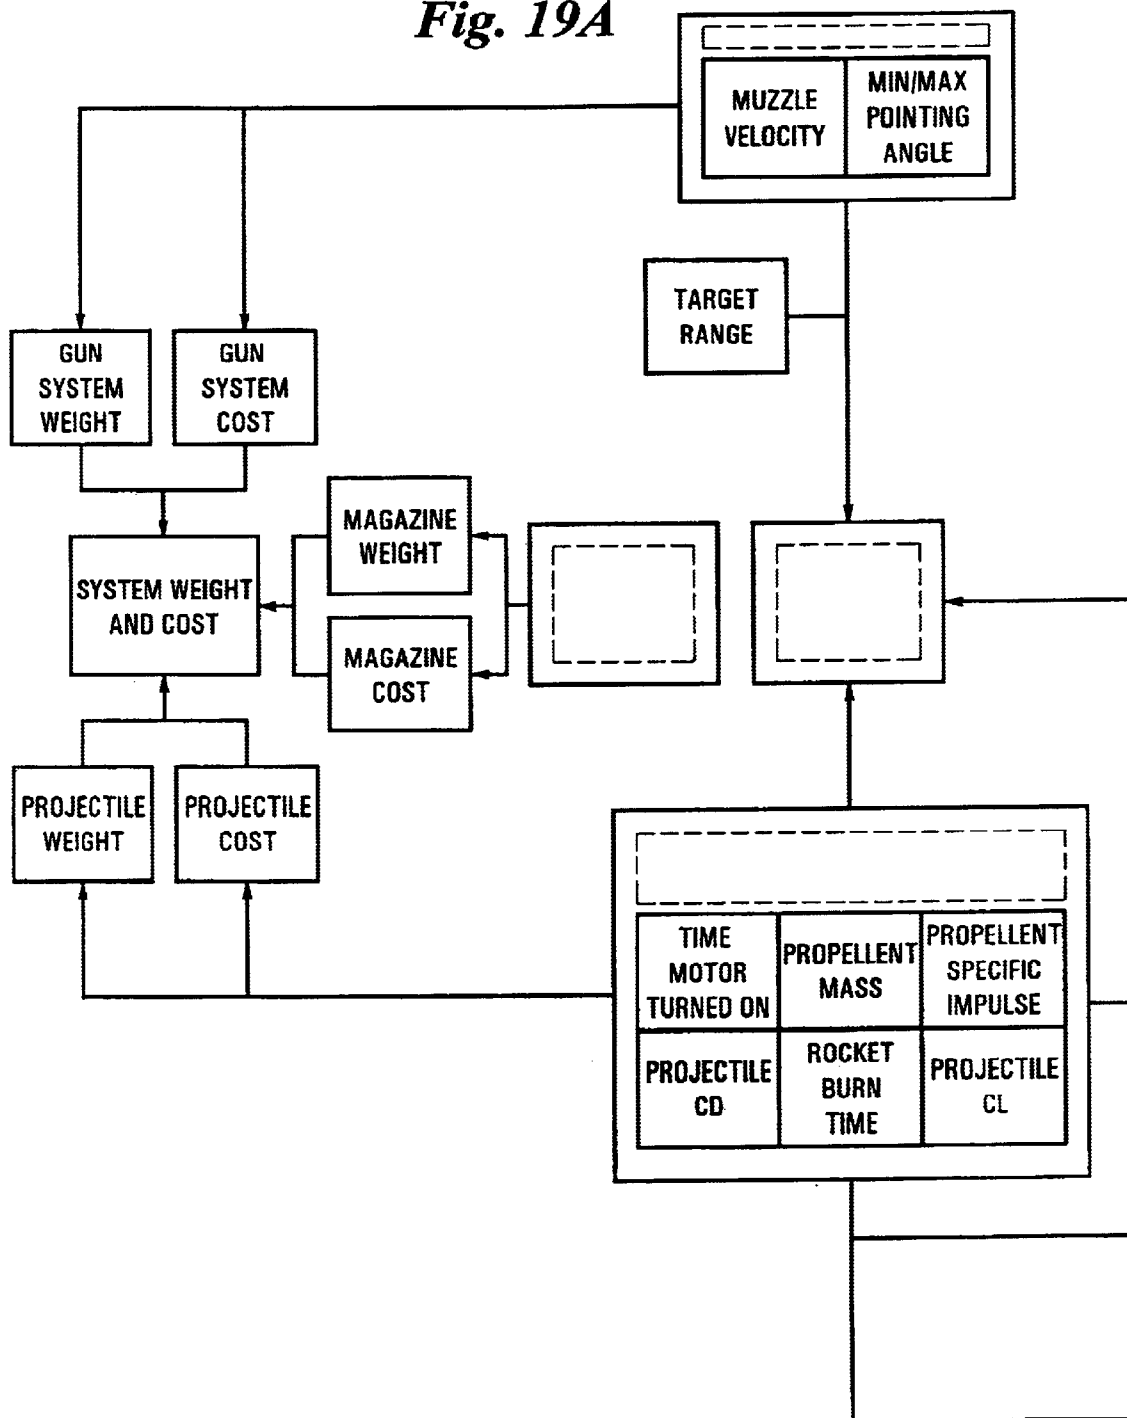 Fig. 19A
MUZZLE
VELOCITY
MIN/MAX
POINTING
ANGLE
TARGET
RANGE
GUN
SYSTEM
WEIGHT
GUN
SYSTEM
COST
MAGAZINE
WEIGHT
SYSTEM WEIGHT
AND COST
MAGAZINE
COST
PROJECTILE
WEIGHT
PROJECTILE
COST
TIME
MOTOR
TURNED ON
PROPELLENT
MASS
PROPELLENT
SPECIFIC
IMPULSE
PROJECTILE
CD
ROCKET
BURN
TIME
PROJECTILE
CL